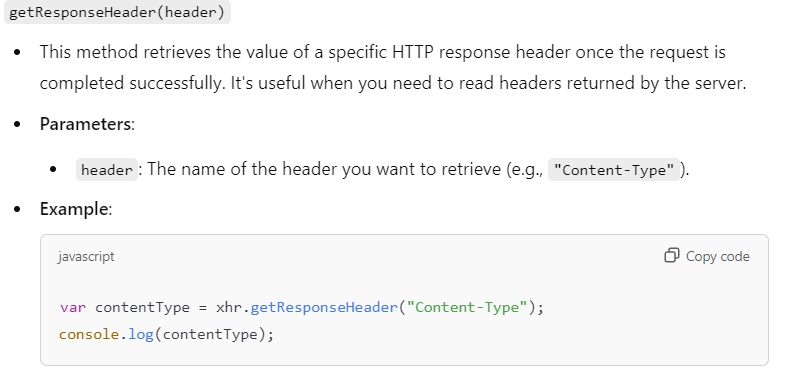 getResponseHeader(header)
• This method retrieves the value of a specific HTTP response header once the request is
completed successfully. It's useful when you need to read headers returned by the server.
• Parameters:
• header: The name of the header you want to retrieve (e.g., "Content-Type").
• Example:
javascript
Copy code
var contentType = xhr.getResponseHeader("Content-Type");
console.log(contentType);